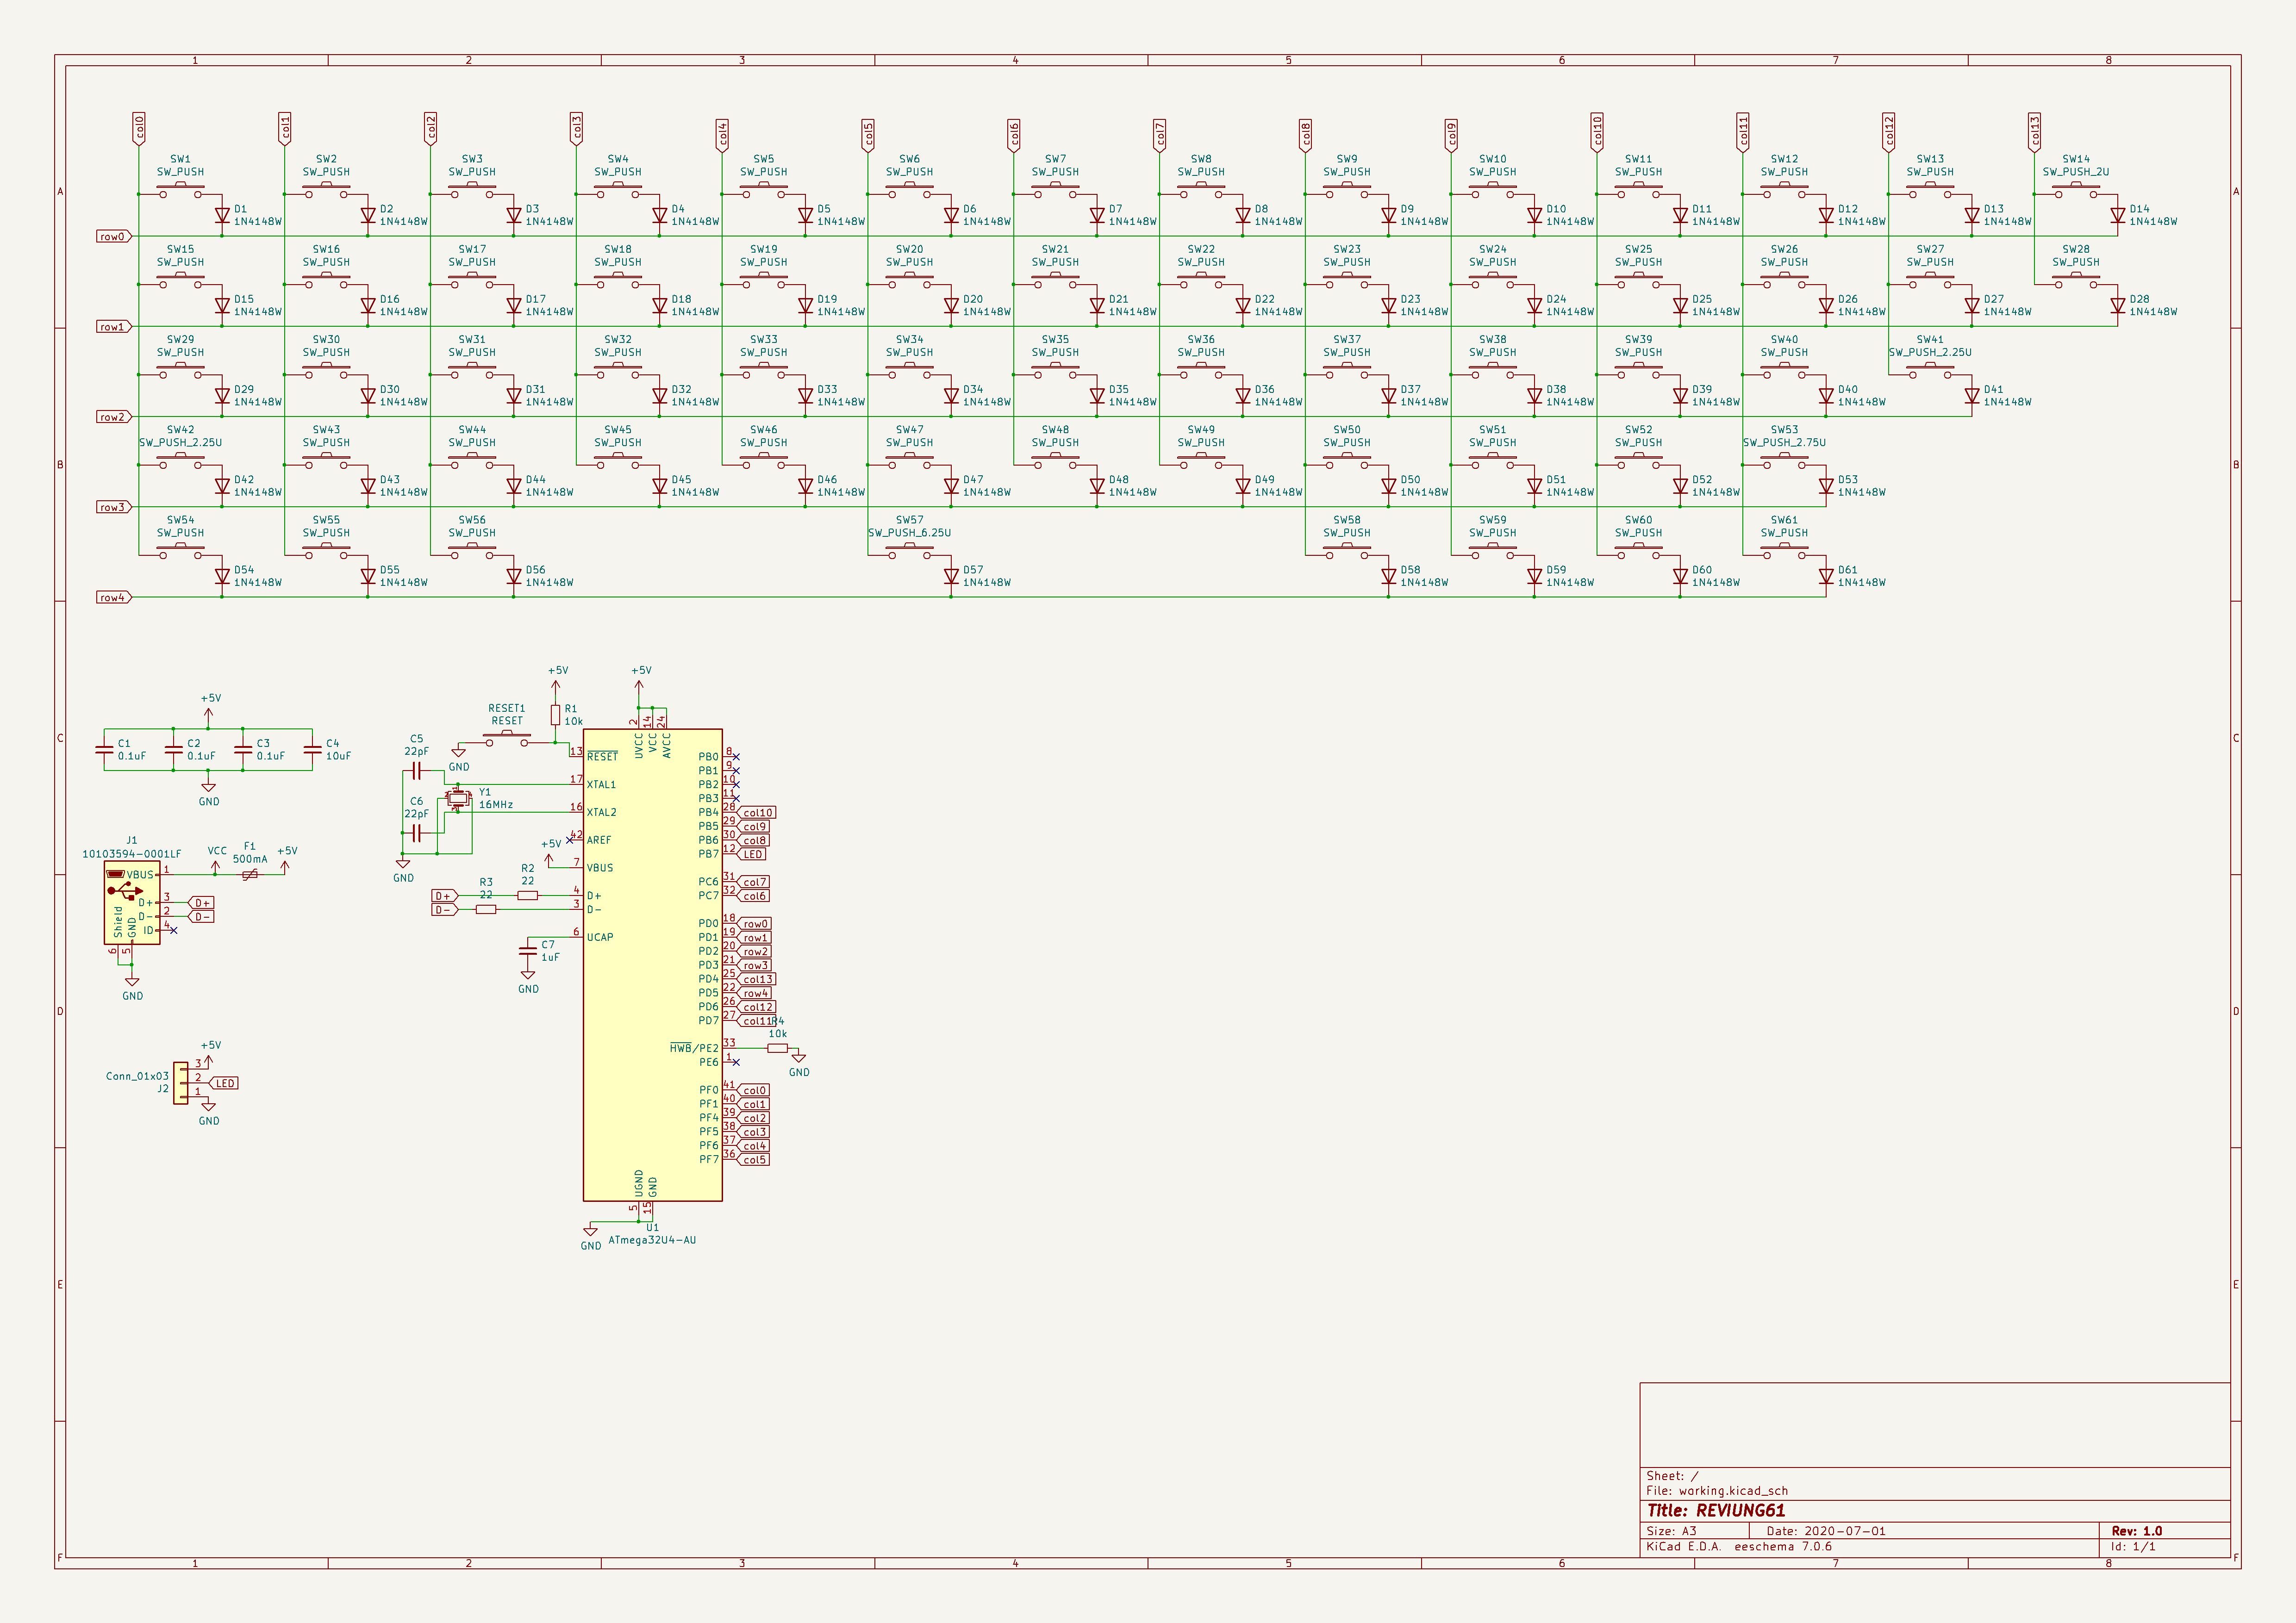 1 2 3 4 5 6 7 8
col0 col1 col2 col3 col4 col5 col6 col7 col8 col9 col10 col11 col12 col13
SW1 SW2 SW3 SW4 SW5 SW6 SW7 SW8 SW9 SW10 SW11 SW12 SW13 SW14
SW_PUSH SW_PUSH SW_PUSH SW_PUSH SW_PUSH SW_PUSH SW_PUSH SW_PUSH SW_PUSH SW_PUSH SW_PUSH SW_PUSH SW_PUSH SW_PUSH_2U
A A
D1 D2 D3 D4 D5 D6 D7 D8 D9 D10 D11 D12 D13 D14
1N4148W 1N4148W 1N4148W 1N4148W 1N4148W 1N4148W 1N4148W 1N4148W 1N4148W 1N4148W 1N4148W 1N4148W 1N4148W 1N4148W
row0
SW15 SW16 SW17 SW18 SW19 SW20 SW21 SW22 SW23 SW24 SW25 SW26 SW27 SW28
SW_PUSH SW_PUSH SW_PUSH SW_PUSH SW_PUSH SW_PUSH SW_PUSH SW_PUSH SW_PUSH SW_PUSH SW_PUSH SW_PUSH SW_PUSH SW_PUSH
D15 D16 D17 D18 D19 D20 D21 D22 D23 D24 D25 D26 D27 D28
1N4148W 1N4148W 1N4148W 1N4148W 1N4148W 1N4148W 1N4148W 1N4148W 1N4148W 1N4148W 1N4148W 1N4148W 1N4148W 1N4148W
row1
SW29 SW30 SW31 SW32 SW33 SW34 SW35 SW36 SW37 SW38 SW39 SW40 SW41
SW_PUSH SW_PUSH SW_PUSH SW_PUSH SW_PUSH SW_PUSH SW_PUSH SW_PUSH SW_PUSH SW_PUSH SW_PUSH SW_PUSH SW_PUSH_2.25U
D29 D30 D31 D32 D33 D34 D35 D36 D37 D38 D39 D40 D41
1N4148W 1N4148W 1N4148W 1N4148W 1N4148W 1N4148W 1N4148W 1N4148W 1N4148W 1N4148W 1N4148W 1N4148W 1N4148W
row2
SW42 SW43 SW44 SW45 SW46 SW47 SW48 SW49 SW50 SW51 SW52 SW53
SW_PUSH_2.25U SW_PUSH SW_PUSH SW_PUSH SW_PUSH SW_PUSH SW_PUSH SW_PUSH SW_PUSH SW_PUSH SW_PUSH SW_PUSH_2.75U
B B
D42 D43 D44 D45 D46 D47 D48 D49 D50 D51 D52 D53
1N4148W 1N4148W 1N4148W 1N4148W 1N4148W 1N4148W 1N4148W 1N4148W 1N4148W 1N4148W 1N4148W 1N4148W
row3
SW54 SW55 SW56 SW57 SW58 SW59 SW60 SW61
SW_PUSH SW_PUSH SW_PUSH SW_PUSH_6.25U SW_PUSH SW_PUSH SW_PUSH SW_PUSH
D54 D55 D56 D57 D58 D59 D60 D61
1N4148W 1N4148W 1N4148W 1N4148W 1N4148W 1N4148W 1N4148W 1N4148W
row4
C C
+5V
C1 C2 C3 C4
0.1uF 0.1uF 0.1uF 10uF
GND
J1
10103594-0001LF
VBUS 1
D+ 3 D+
D- 2 D-
ID 4
Shield GND
6 5
GND
VCC
F1
500mA
+5V
+5V
Conn_01x03
J2
3
2 LED
1
GND
+5V
R1
10k
RESET1
RESET
GND
C5
22pF
C6
22pF
1 2 3 4
Y1
16MHz
GND
+5V
D+
D-
R3
22
R2
22
C7
1uF
GND
+5V
2 14 24
UVCC VCC AVCC
13 RESET
17 XTAL1
16 XTAL2
42 AREF
7 VBUS
4 D+
3 D-
6 UCAP
PB0 8
PB1 9
PB2 10
PB3 11
PB4 28 col10
PB5 29 col9
PB6 30 col8
PB7 12 LED
PC6 31 col7
PC7 32 col6
PD0 18 row0
PD1 19 row1
PD2 20 row2
PD3 21 row3
PD4 25 col13
PD5 22 row4
PD6 26 col12
PD7 27 col11
R4
10k
HWB/PE2 33
GND
PE6 1
PF0 41 col0
PF1 40 col1
PF4 39 col2
PF5 38 col3
PF6 37 col4
PF7 36 col5
UGND GND
5 15
GND
U1
ATmega32U4-AU
D D
E E
Sheet: /
File: working.kicad_sch
Title: REVIUNG61
Size: A3 Date: 2020-07-01 Rev: 1.0
KiCad E.D.A. eeschema 7.0.6 Id: 1/1
F F
1 2 3 4 5 6 7 8